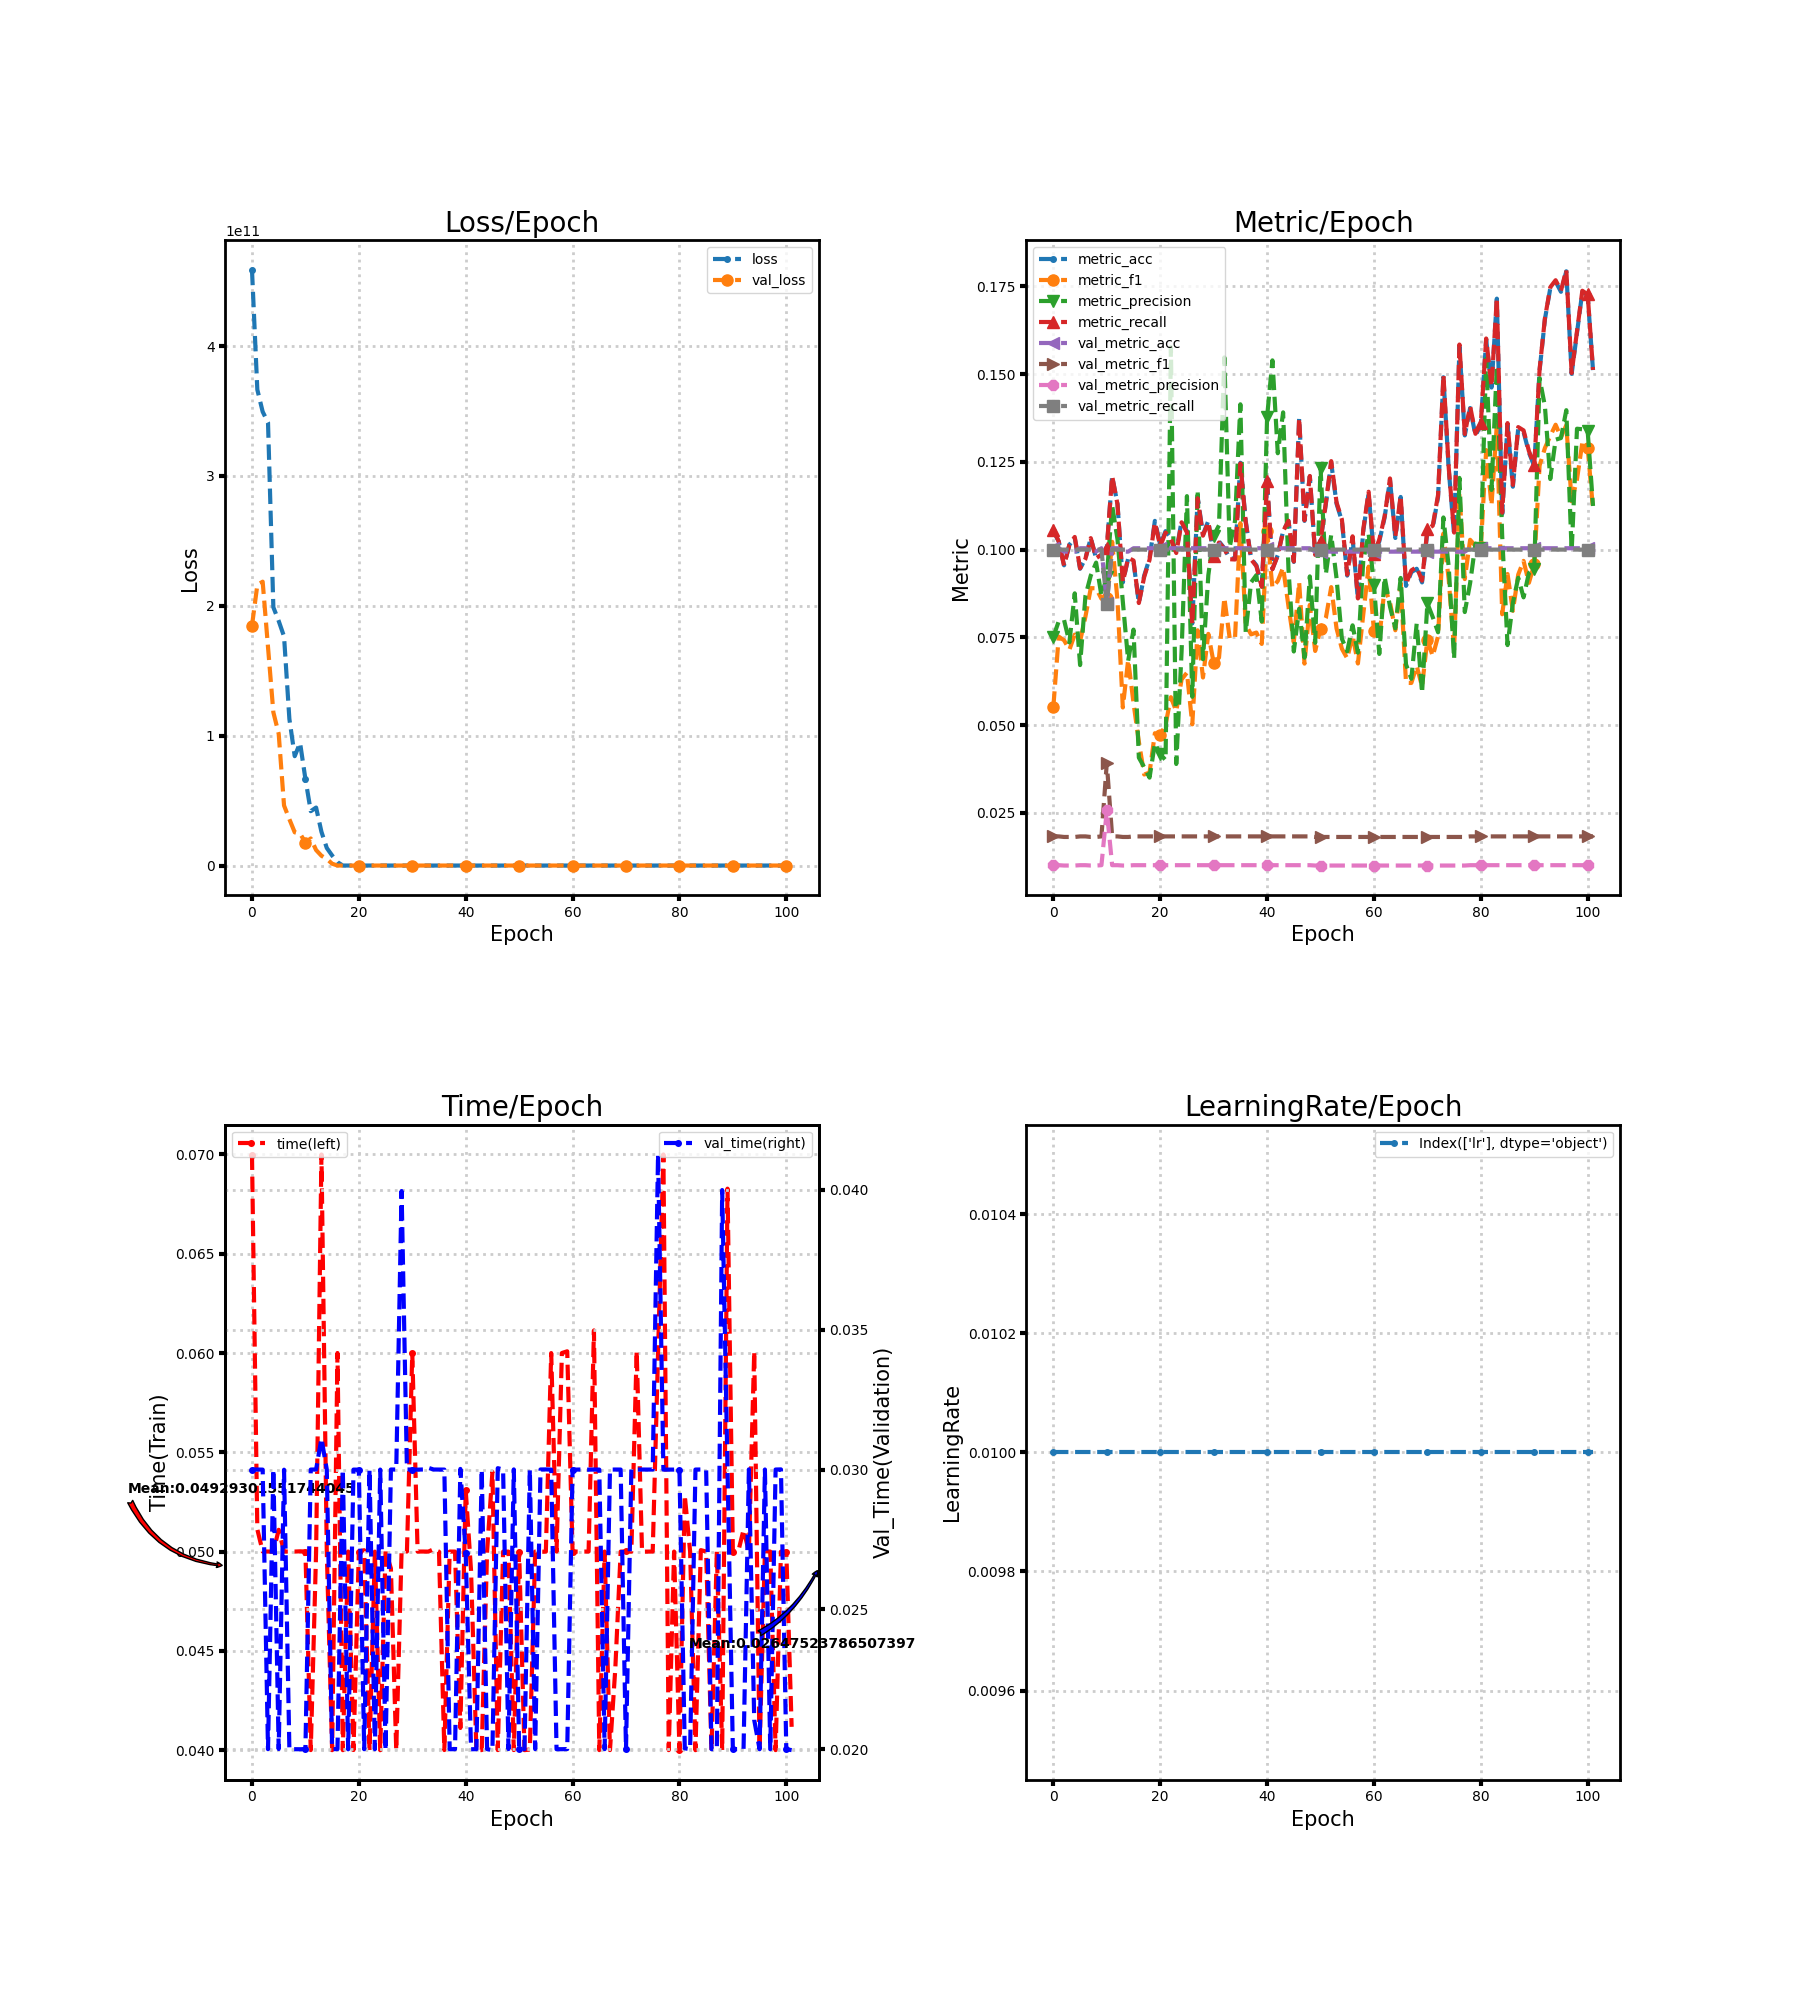 Loss/Epoch
1e11
loss
val_loss
4
3
2
1
0
Loss
0 20 40 60 80 100
Epoch
Metric/Epoch
metric_acc
metric_f1
metric_precision
metric_recall
val_metric_acc
val_metric_f1
val_metric_precision
val_metric_recall
0.175
0.150
0.125
0.100
0.075
0.050
0.025
Metric
0 20 40 60 80 100
Epoch
Time/Epoch
time(left)
val_time(right)
0.070
0.065
0.060
0.055
0.050
0.045
0.040
Time(Train)
Mean:0.04929301551744045
0.040
0.035
0.030
0.025
0.020
Val_Time(Validation)
Mean:0.02647523786507397
0 20 40 60 80 100
Epoch
LearningRate/Epoch
Index(['lr'], dtype='object')
0.0104
0.0102
0.0100
0.0098
0.0096
LearningRate
0 20 40 60 80 100
Epoch